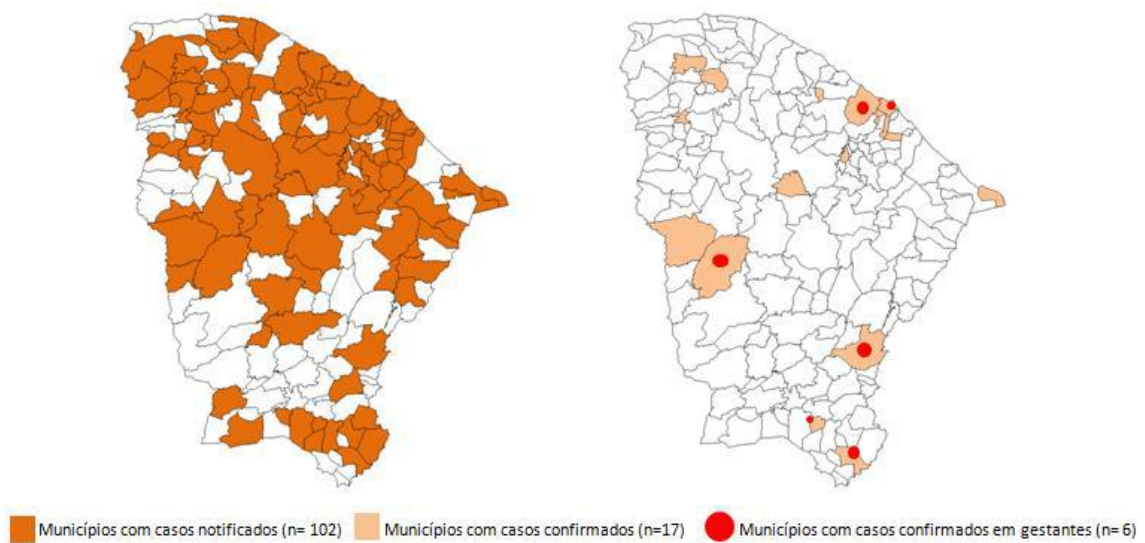 Municípios com casos notificados (n= 102) Municípios com casos confirmados (n=17) Municípios com casos confirmados em gestantes (n= 6)